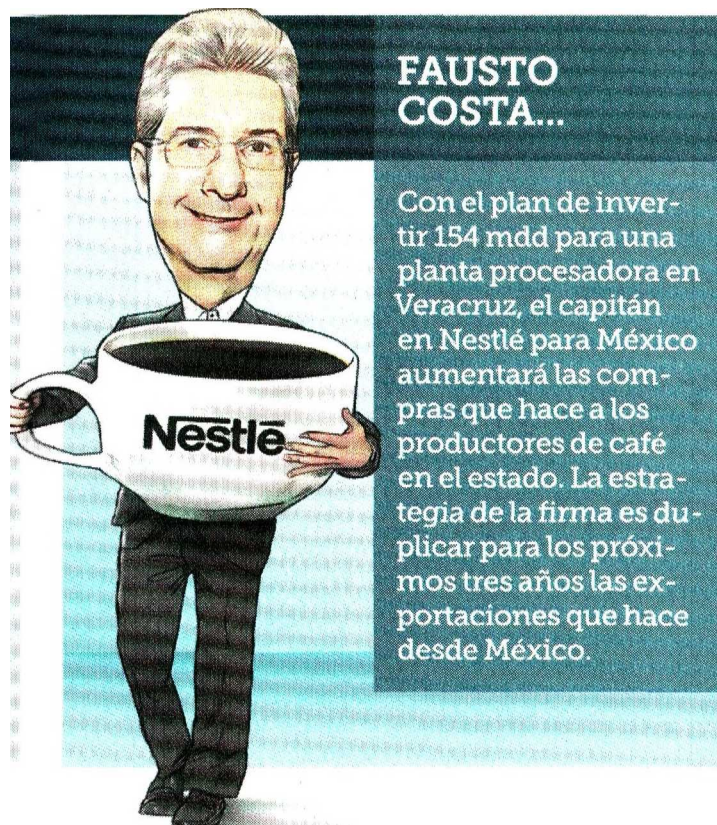 FAUSTO
COSTA...
Con el plan de inver-
tir 154 mdd para una
planta procesadora en
Veracruz, el capitán
en Nestlé para México
aumentará las com-
pras que hace a los
productores de café
en el estado. La estra-
tegia de la firma es du-
plicar para los próxi-
mos tres años las ex-
portaciones que hace
desde México.
Nestlé